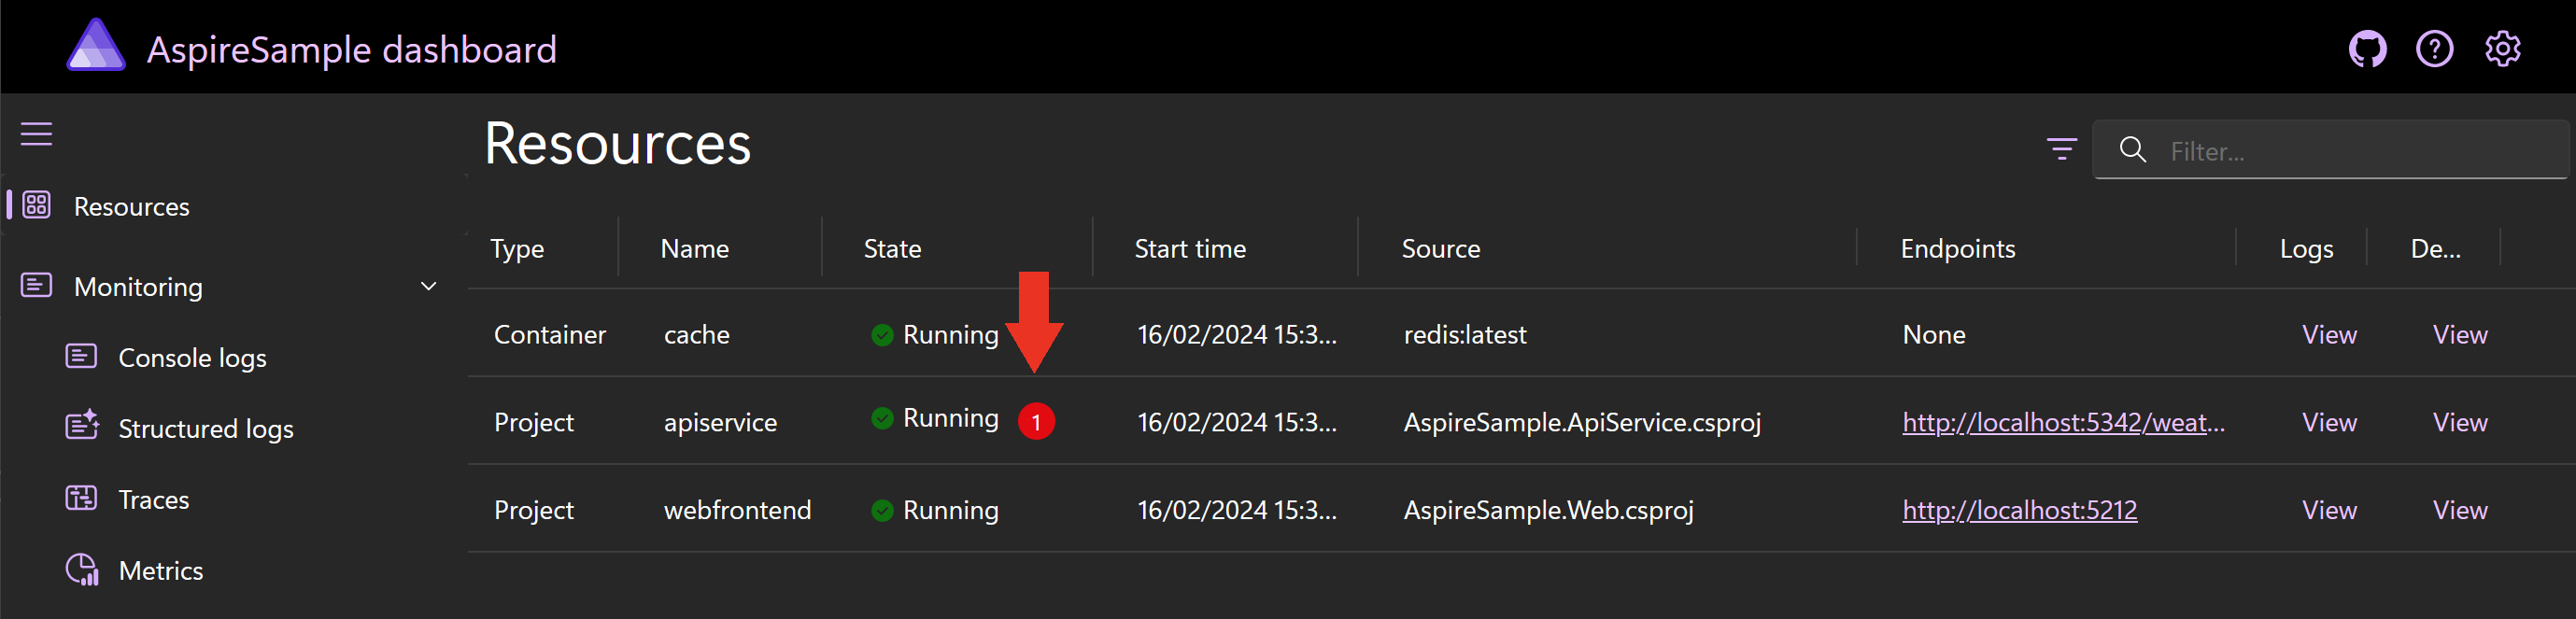 AspireSample dashboard
Resources
Filter...
Resources
Monitoring
Console logs
Structured logs
Traces
Metrics
Type Name State Start time Source Endpoints Logs De...
Container cache Running 16/02/2024 15:3... redis:latest None View View
Project apiservice Running 1 16/02/2024 15:3... AspireSample.ApiService.csproj http://localhost:5342/weat... View View
Project webfrontend Running 16/02/2024 15:3... AspireSample.Web.csproj http://localhost:5212 View View